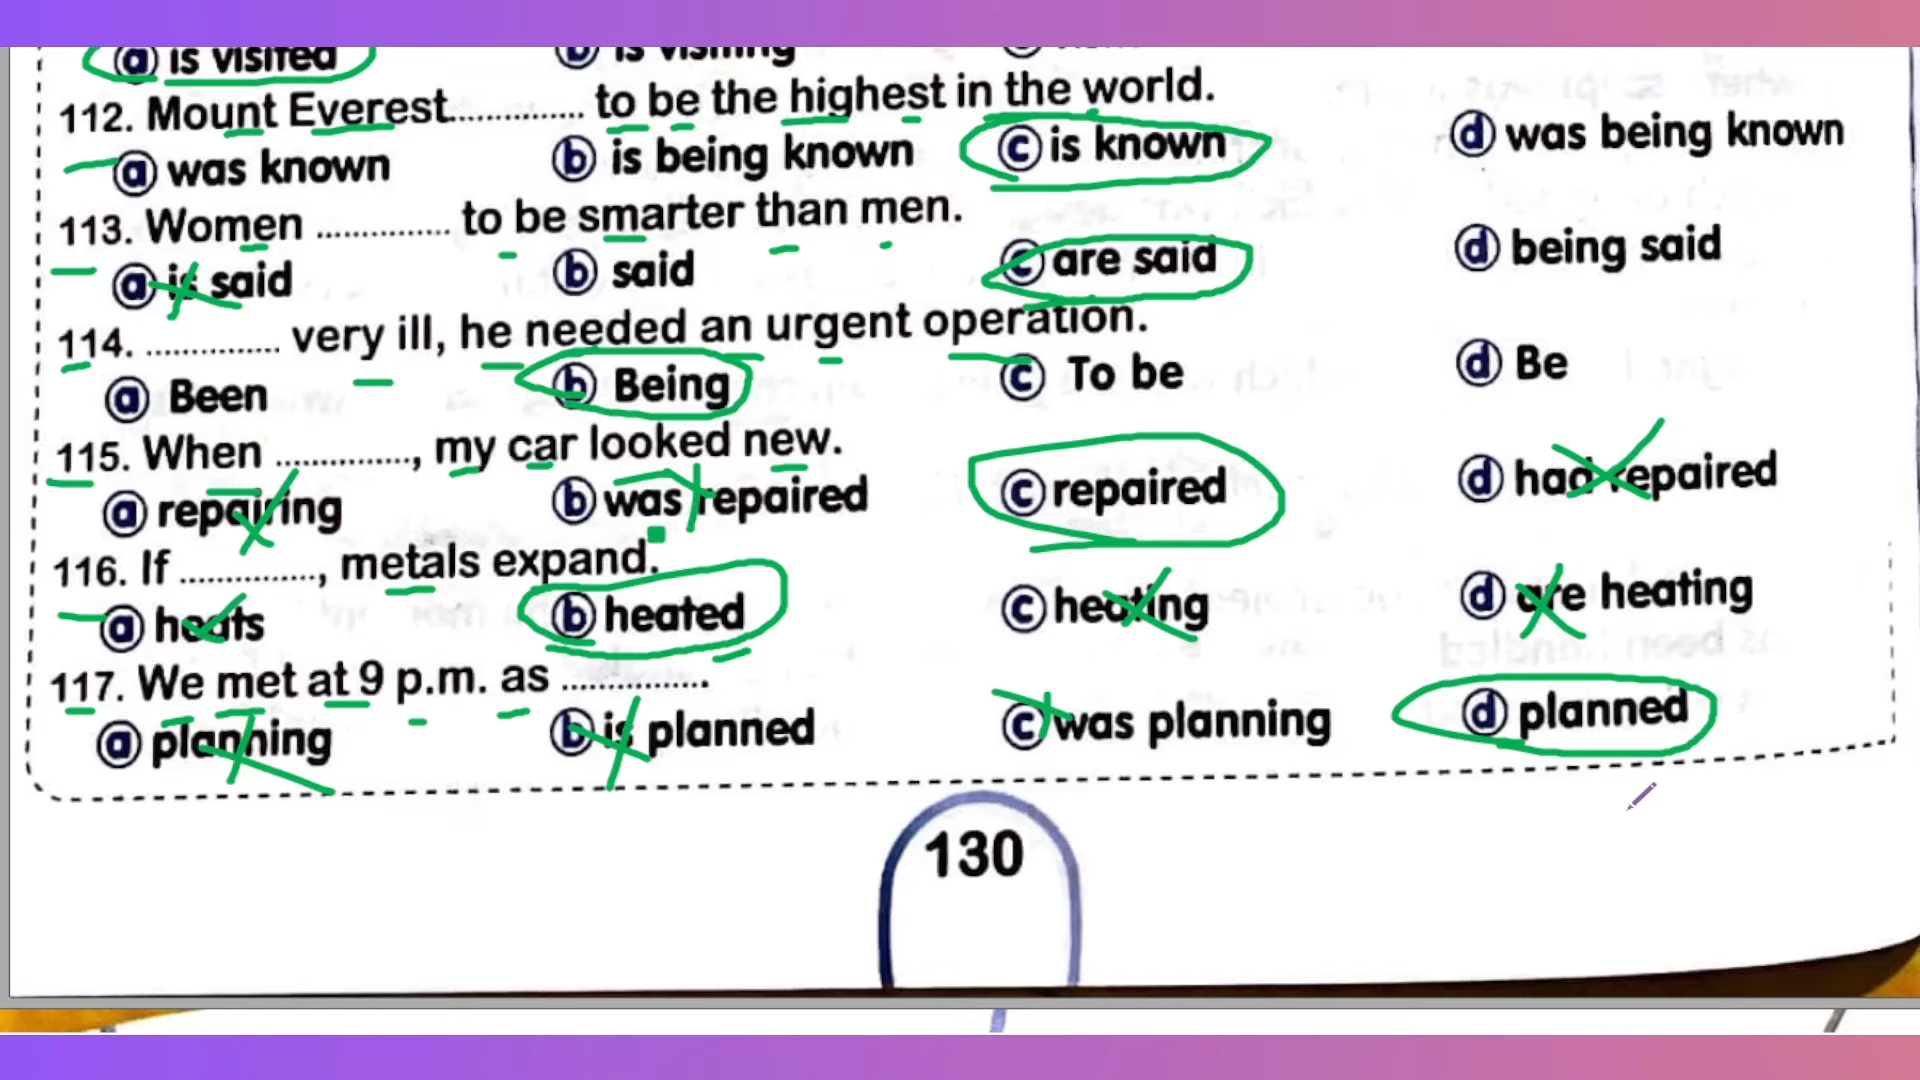 a is visited b is visiting c
112. Mount Everest............... to be the highest in the world.
a was known b is being known c is known d was being known
113. Women .............. to be smarter than men.
a is said b said c are said d being said
114. .............. very ill, he needed an urgent operation.
a Been b Being c To be d Be
115. When .............., my car looked new.
a repairing b was repaired c repaired d had repaired
116. If .............., metals expand.
a heats b heated c heating d are heating
117. We met at 9 p.m. as ...............
a planning b is planned c was planning d planned
130